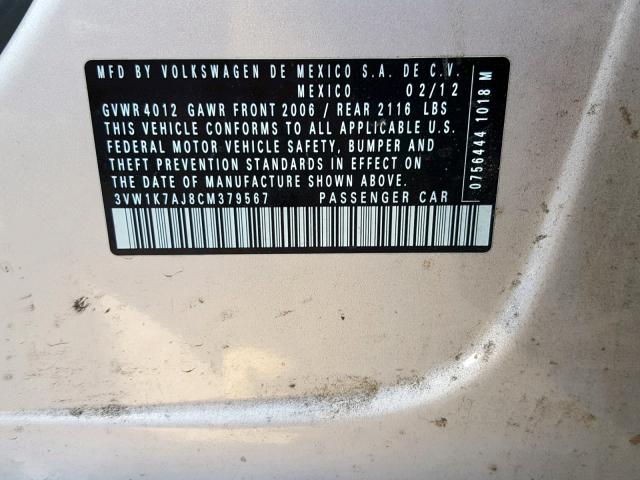 MFD BY VOLKSWAGEN DE MEXICO S.A. DE C.V.
MEXICO 02/12
GVWR 4012 GAWR FRONT 2006 / REAR 2116 LBS
THIS VEHICLE CONFORMS TO ALL APPLICABLE U.S.
FEDERAL MOTOR VEHICLE SAFETY, BUMPER AND
THEFT PREVENTION STANDARDS IN EFFECT ON
THE DATE OF MANUFACTURE SHOWN ABOVE.
3VW1K7AJ8CM379567 PASSENGER CAR
0756444 1018 M